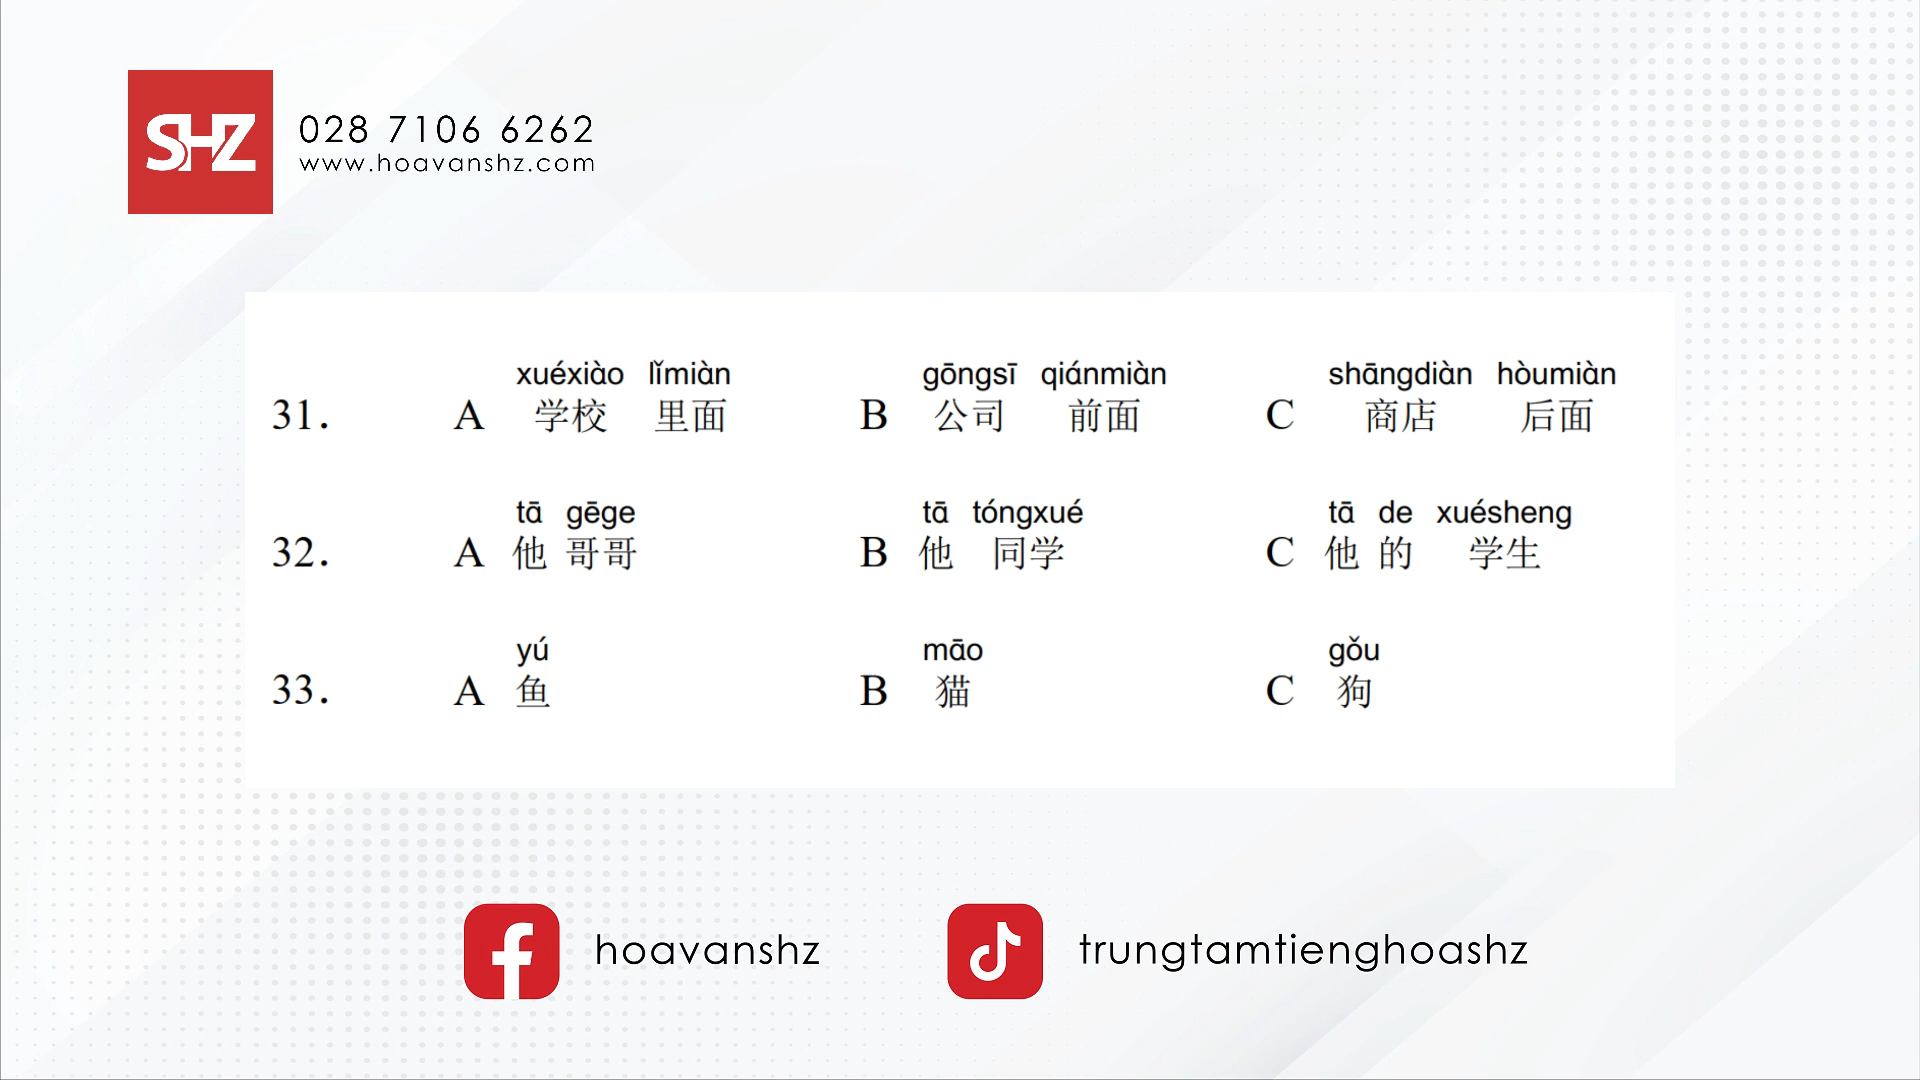 SHZ
028 7106 6262
www.hoavanshz.com
xuéxiào lǐmiàn gōngsī qiánmiàn shāngdiàn hòumiàn
31. A 学校 里面 B 公司 前面 C 商店 后面
tā gēge tā tóngxué tā de xuésheng
32. A 他 哥哥 B 他 同学 C 他 的 学生
yú māo gǒu
33. A 鱼 B 猫 C 狗
hoavanshz trungtamtienghoashz